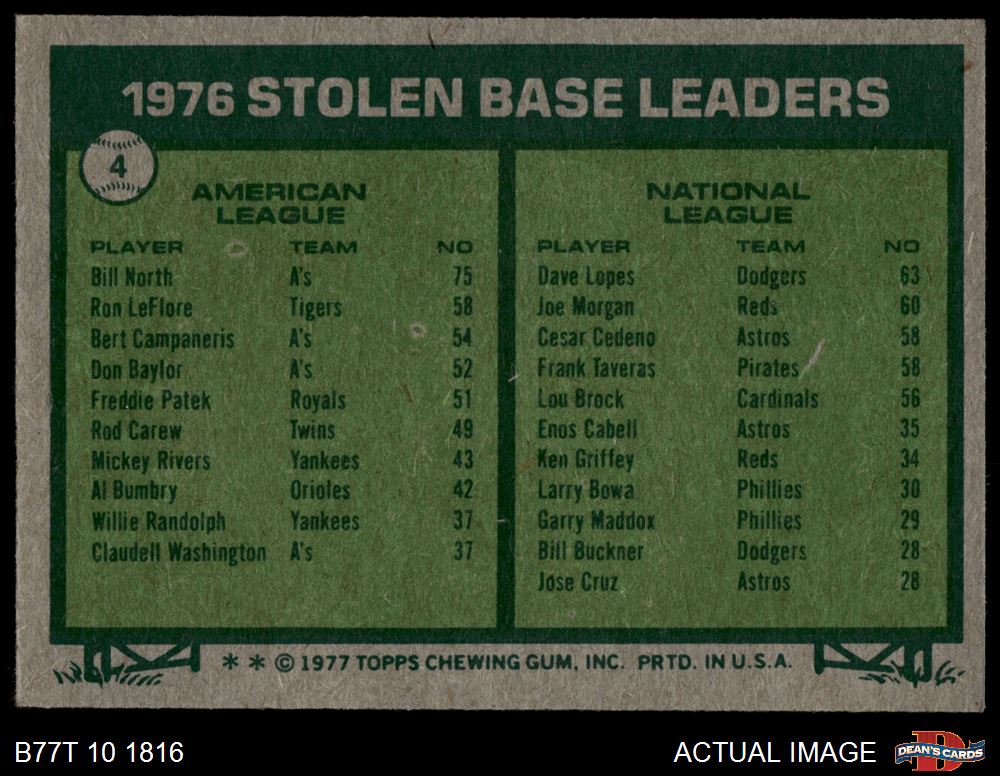 1976 STOLEN BASE LEADERS
4
AMERICAN
LEAGUE
PLAYER TEAM NO
Bill North A's 75
Ron LeFlore Tigers 58
Bert Campaneris A's 54
Don Baylor A's 52
Freddie Patek Royals 51
Rod Carew Twins 49
Mickey Rivers Yankees 43
Al Bumbry Orioles 42
Willie Randolph Yankees 37
Claudell Washington A's 37
NATIONAL
LEAGUE
PLAYER TEAM NO
Dave Lopes Dodgers 63
Joe Morgan Reds 60
Cesar Cedeno Astros 58
Frank Taveras Pirates 58
Lou Brock Cardinals 56
Enos Cabell Astros 35
Ken Griffey Reds 34
Larry Bowa Phillies 30
Garry Maddox Phillies 29
Bill Buckner Dodgers 28
Jose Cruz Astros 28
* * © 1977 TOPPS CHEWING GUM, INC. PRTD. IN U.S.A.
B77T 10 1816
ACTUAL IMAGE
D
DEAN'S CARDS